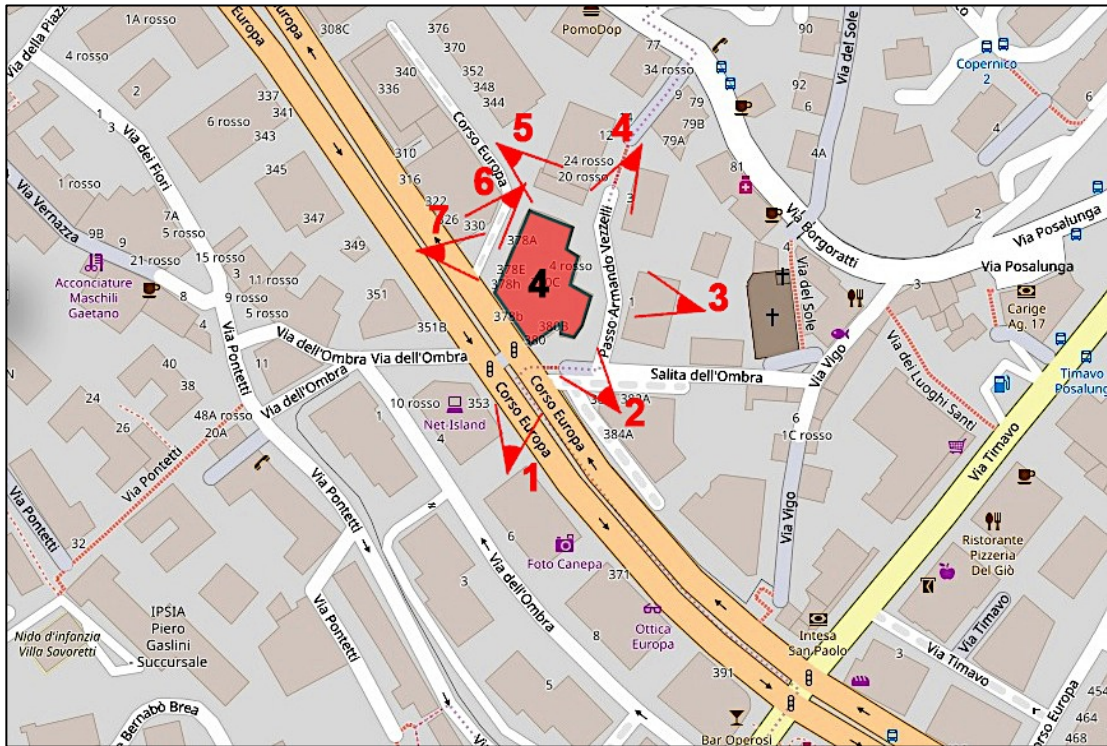 1A rosso
Via della Piazza
4 rosso
2
1
3
Via dei Fiori
6 rosso
337
341
343
345
347
349
351
351B
353
Europa
Europa
308C
376
370
352
348
344
340
336
310
316
322
326
330
Corso Europa
PomoDop
77
34 rosso
9
79
79B
79A
81
90
92
6
4A
Via del Sole
Copernico
2
4
6
5
4
6
7
3
2
1
24 rosso
20 rosso
12
3
Passo Armando Vezzelli
1
378A
378E
378h
378b
4 rosso
4
380B
380
Via Vernazza
1 rosso
7A
5 rosso
9B
9
21 rosso
15 rosso
3
11 rosso
9 rosso
5 rosso
Acconciature
Maschili
Gaetano
8
4
Via dell'Ombra
Via dell'Ombra
Via dell'Ombra
11
40
38
24
26
48A rosso
20A
Via Pontetti
Via Pontetti
Via Pontetti
Via Pontetti
Via Pontetti
32
10 rosso
4
Net-Island
Corso Europa
Corso Europa
Salita dell'Ombra
382A
384A
Via Borgoratti
Via Posalunga
Via Posalunga
4
Via del Sole
3
Carige
Ag. 17
Timavo
Posalunga
Via Vigo
Via dei Luoghi Santi
6
1C rosso
Via Vigo
Via Timavo
Ristorante
Pizzeria
Del Giò
Via Timavo
Via Timavo
3
Intesa
San Paolo
6
Foto Canepa
371
3
Via dell'Ombra
8
5
Ottica
Europa
391
Bar Operosi
IPSIA
Piero
Gaslini
- Succursale
Nido d'infanzia
Villa Savoretti
Bernabò Brea
454
464
468